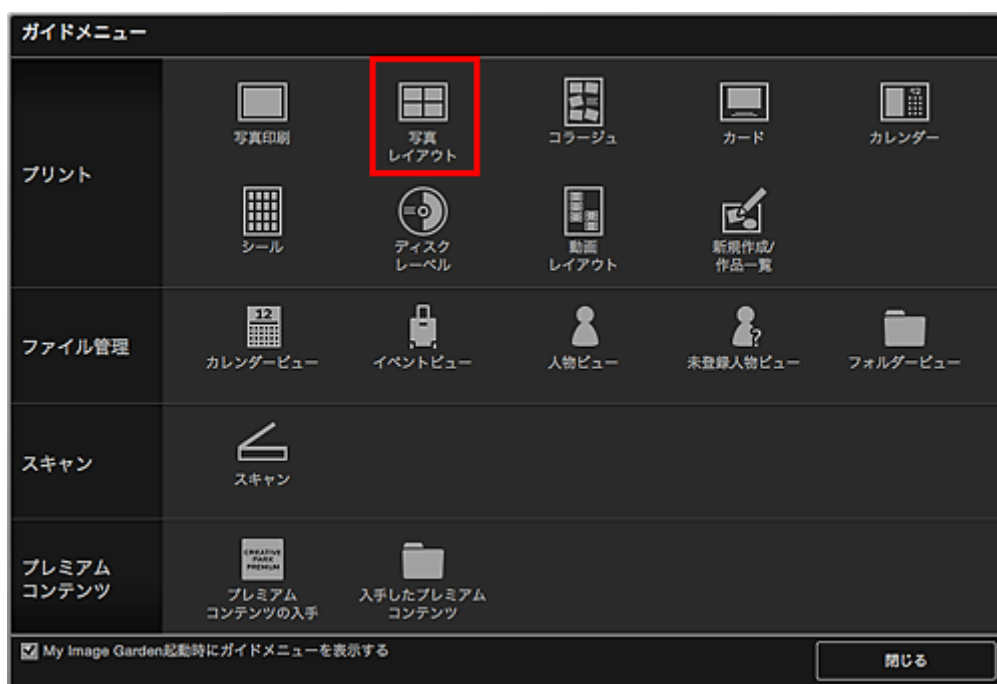 ガイドメニュー
プリント
写真印刷
写真
レイアウト
コラージュ
カード
12
カレンダー
シール
ディスク
レーベル
動画
レイアウト
新規作成/
作品一覧
ファイル管理
12
カレンダービュー
イベントビュー
人物ビュー
?
未登録人物ビュー
フォルダービュー
スキャン
スキャン
プレミアム
コンテンツ
CREATIVE
PARK
PREMIUM
プレミアム
コンテンツの入手
入手したプレミアム
コンテンツ
My Image Garden起動時にガイドメニューを表示する
閉じる